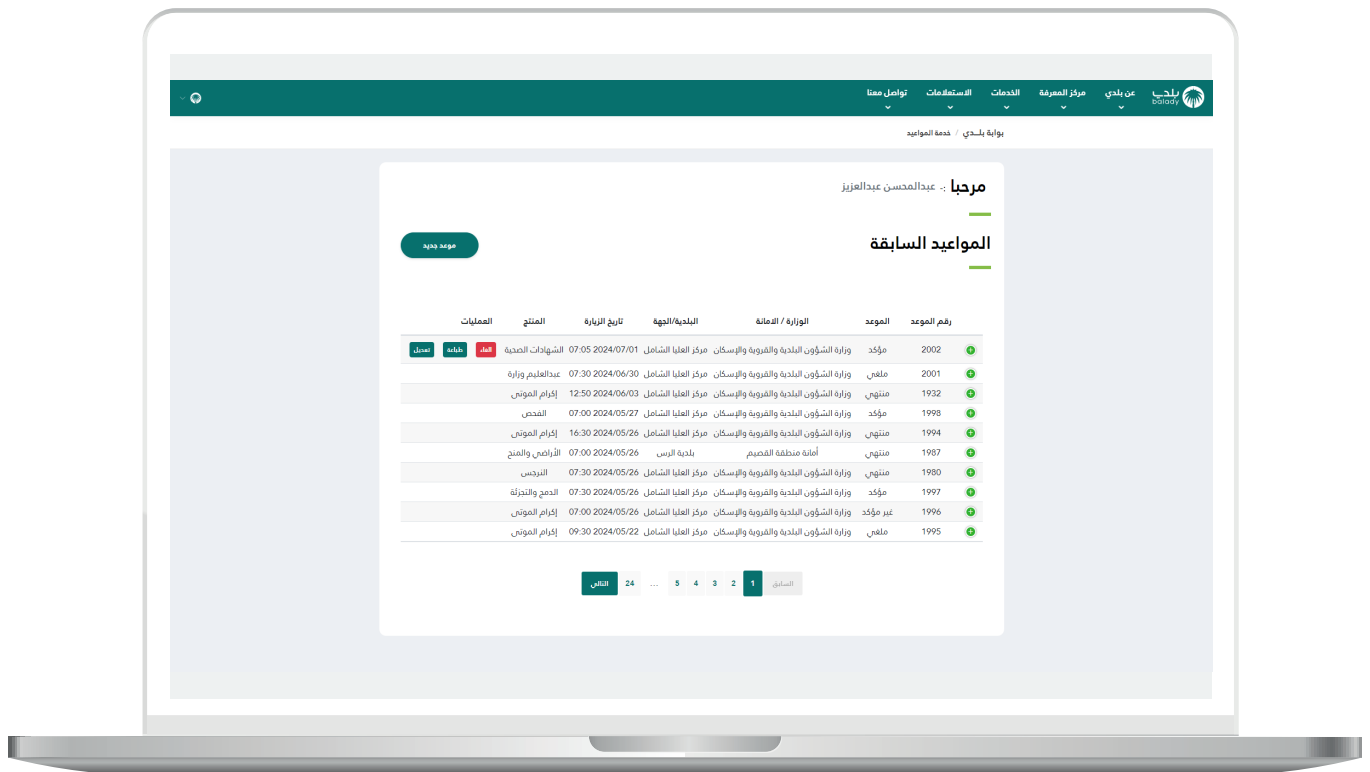 بلدي balady عن بلدي مركز المعرفة الخدمات الاستعلامات تواصل معنا
بوابة بلـــدي / خدمة المواعيد
مرحبا :. عبدالمحسن عبدالعزيز
المواعيد السابقة
موعد جديد
رقم الموعد الموعد الوزارة / الامانة البلدية/الجهة تاريخ الزيارة المنتج العمليات
2002 مؤكد وزارة الشؤون البلدية والقروية والإسكان مركز العليا الشامل 2024/07/01 07:05 الشهادات الصحية الغاء طباعة تعديل
2001 ملغي وزارة الشؤون البلدية والقروية والإسكان مركز العليا الشامل 2024/06/30 07:30 عبدالعليم وزارة
1932 منتهي وزارة الشؤون البلدية والقروية والإسكان مركز العليا الشامل 2024/06/03 12:50 إكرام الموتى
1998 مؤكد وزارة الشؤون البلدية والقروية والإسكان مركز العليا الشامل 2024/05/27 07:00 الفحص
1994 منتهي وزارة الشؤون البلدية والقروية والإسكان مركز العليا الشامل 2024/05/26 16:30 إكرام الموتى
1987 منتهي أمانة منطقة القصيم بلدية الرس 2024/05/26 07:00 الأراضي والمنح
1980 منتهي وزارة الشؤون البلدية والقروية والإسكان مركز العليا الشامل 2024/05/26 07:30 النرجس
1997 مؤكد وزارة الشؤون البلدية والقروية والإسكان مركز العليا الشامل 2024/05/26 07:30 الدمج والتجزئة
1996 غير مؤكد وزارة الشؤون البلدية والقروية والإسكان مركز العليا الشامل 2024/05/26 07:00 إكرام الموتى
1995 ملغي وزارة الشؤون البلدية والقروية والإسكان مركز العليا الشامل 2024/05/22 09:30 إكرام الموتى
السابق 1 2 3 4 5 ... 24 التالي